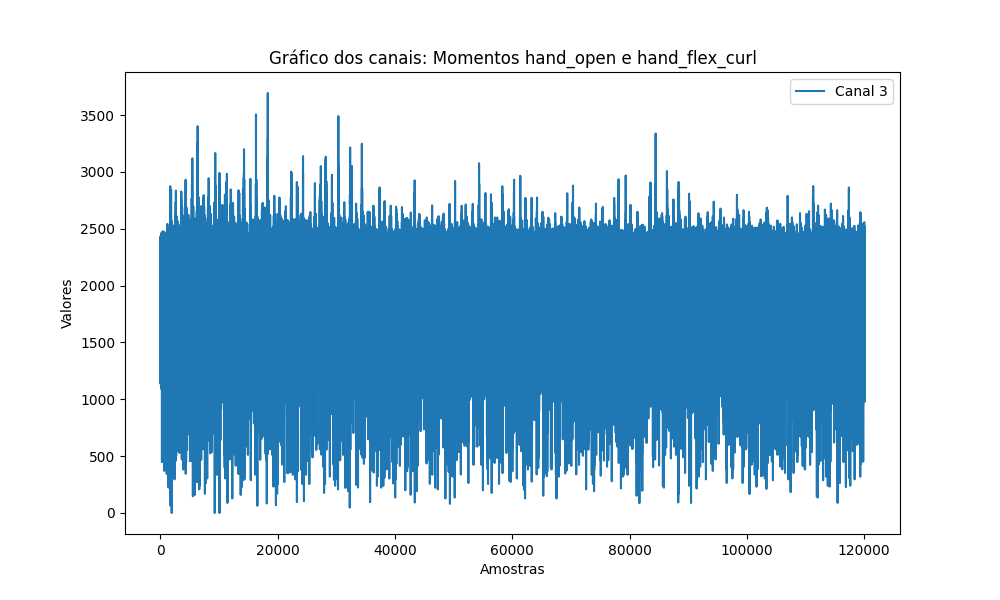 Gráfico dos canais: Momentos hand_open e hand_flex_curl
Canal 3
3500
3000
2500
2000
1500
1000
500
0
Valores
0 20000 40000 60000 80000 100000 120000
Amostras